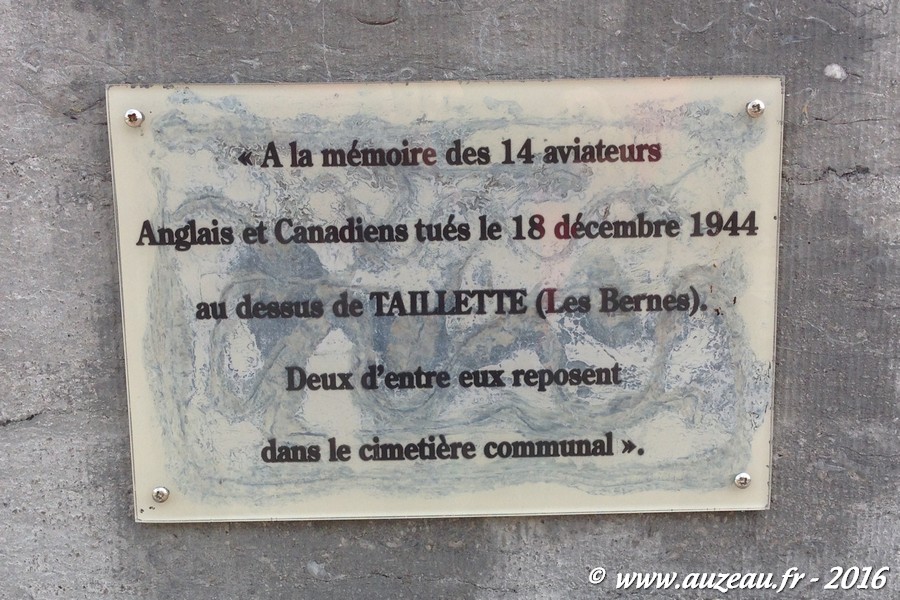 « A la mémoire des 14 aviateurs
Anglais et Canadiens tués le 18 décembre 1944
au dessus de TAILLETTE (Les Bernes).
Deux d'entre eux reposent
dans le cimetière communal ».
© www.auzeau.fr - 2016